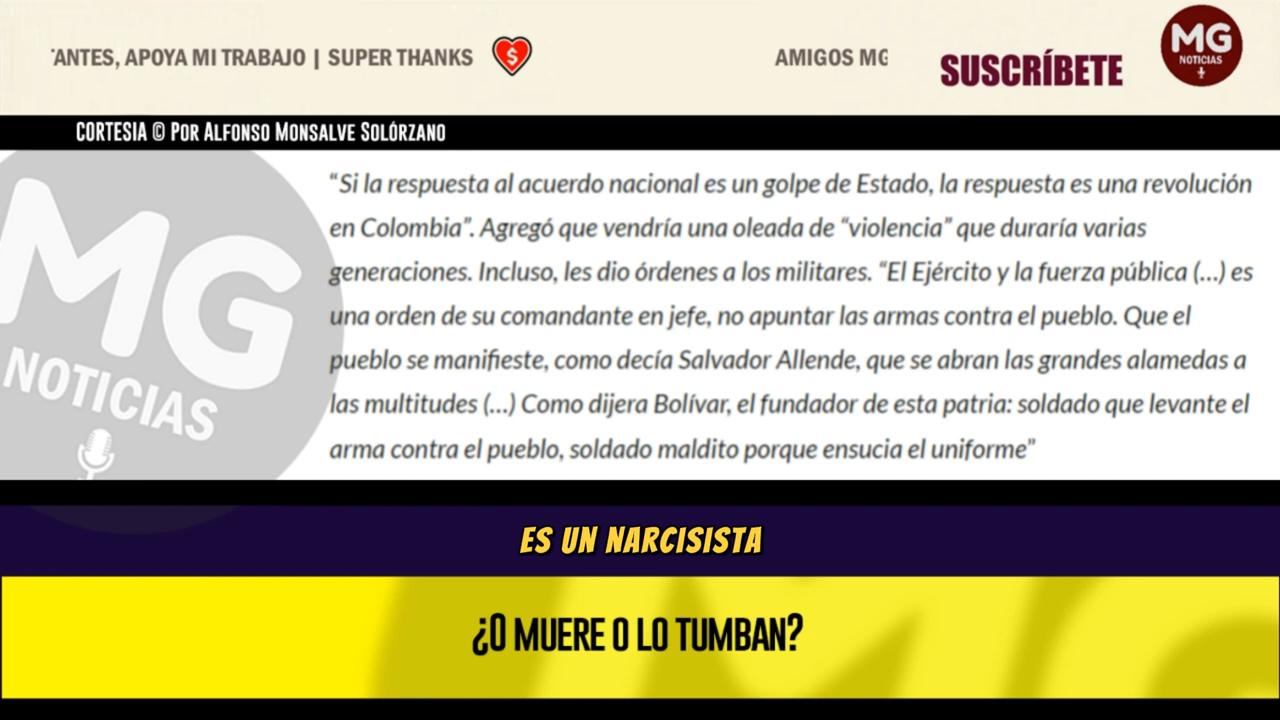 'ANTES, APOYA MI TRABAJO | SUPER THANKS
$
AMIGOS MG
SUSCRÍBETE
MG
NOTICIAS
CORTESIA © POR ALFONSO MONSALVE SOLÓRZANO
MG
NOTICIAS
“Si la respuesta al acuerdo nacional es un golpe de Estado, la respuesta es una revolución
en Colombia”. Agregó que vendría una oleada de “violencia” que duraría varias
generaciones. Incluso, les dio órdenes a los militares. “El Ejército y la fuerza pública (...) es
una orden de su comandante en jefe, no apuntar las armas contra el pueblo. Que el
pueblo se manifieste, como decía Salvador Allende, que se abran las grandes alamedas a
las multitudes (...) Como dijera Bolívar, el fundador de esta patria: soldado que levante el
arma contra el pueblo, soldado maldito porque ensucia el uniforme”
ES UN NARCISISTA
¿O MUERE O LO TUMBAN?